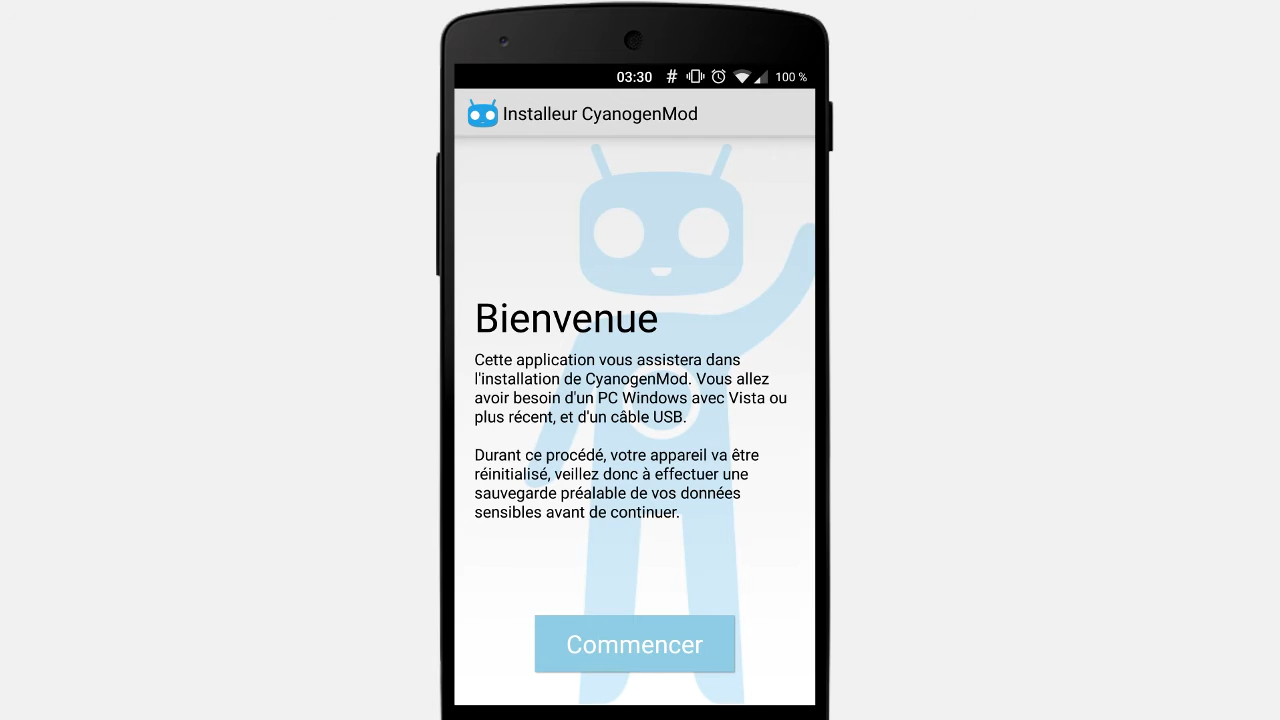 03:30 # 100 %
Installeur CyanogenMod
Bienvenue
Cette application vous assistera dans
l'installation de CyanogenMod. Vous allez
avoir besoin d'un PC Windows avec Vista ou
plus récent, et d'un câble USB.
Durant ce procédé, votre appareil va être
réinitialisé, veillez donc à effectuer une
sauvegarde préalable de vos données
sensibles avant de continuer.
Commencer